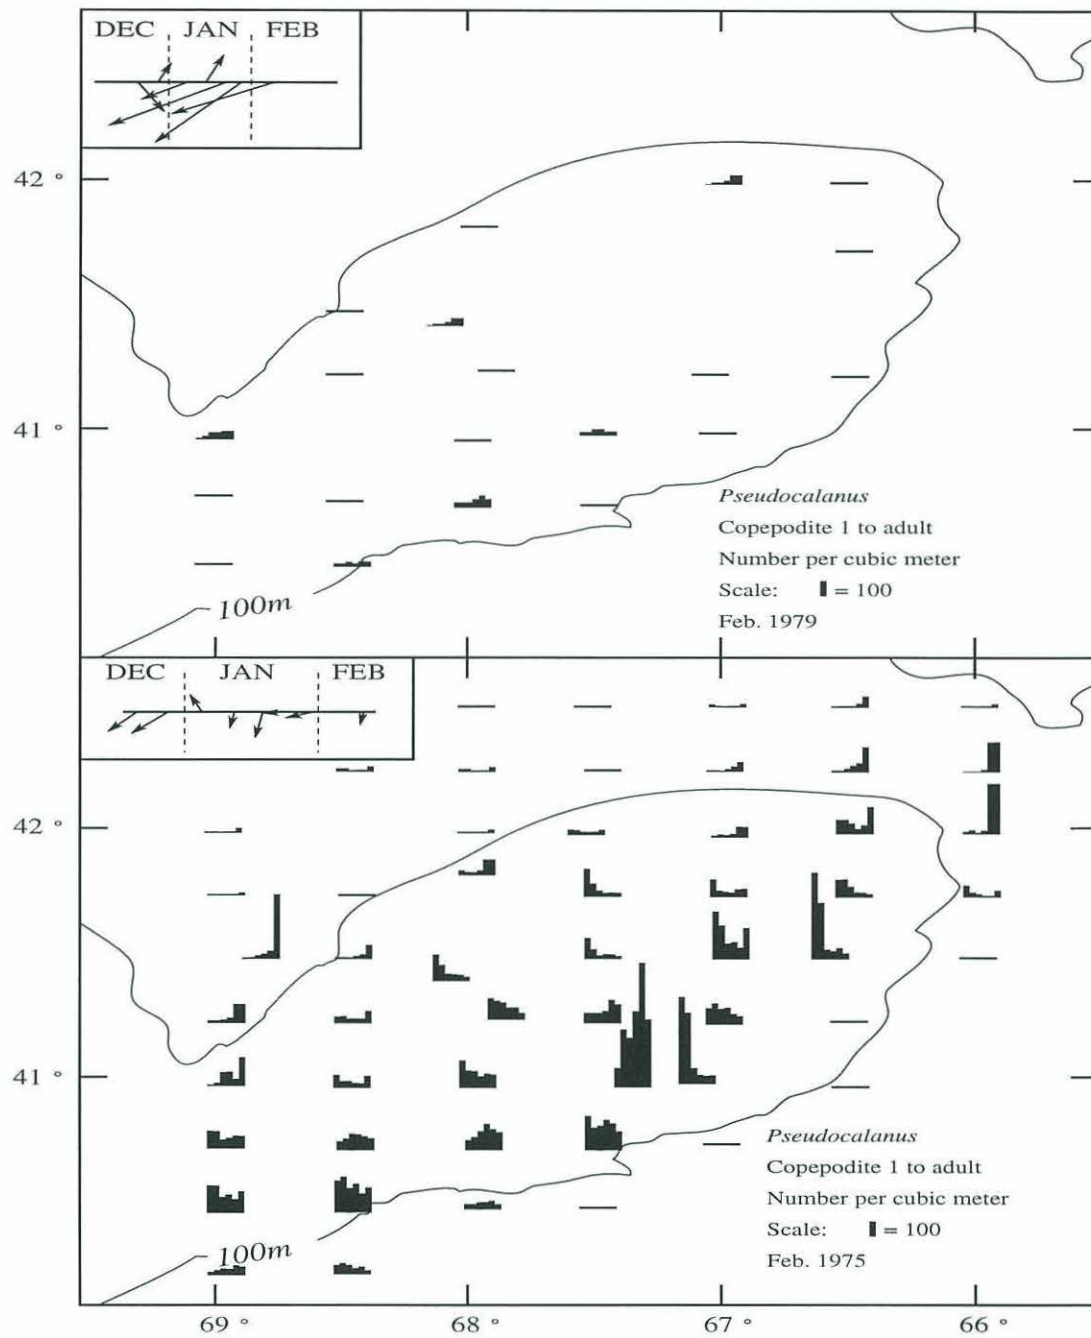 DEC JAN FEB
42 °
41 °
Pseudocalanus
Copepodite 1 to adult
Number per cubic meter
Scale: = 100
Feb. 1979
100m
DEC JAN FEB
42 °
41 °
Pseudocalanus
Copepodite 1 to adult
Number per cubic meter
Scale: = 100
Feb. 1975
100m
69 ° 68 ° 67 ° 66 °